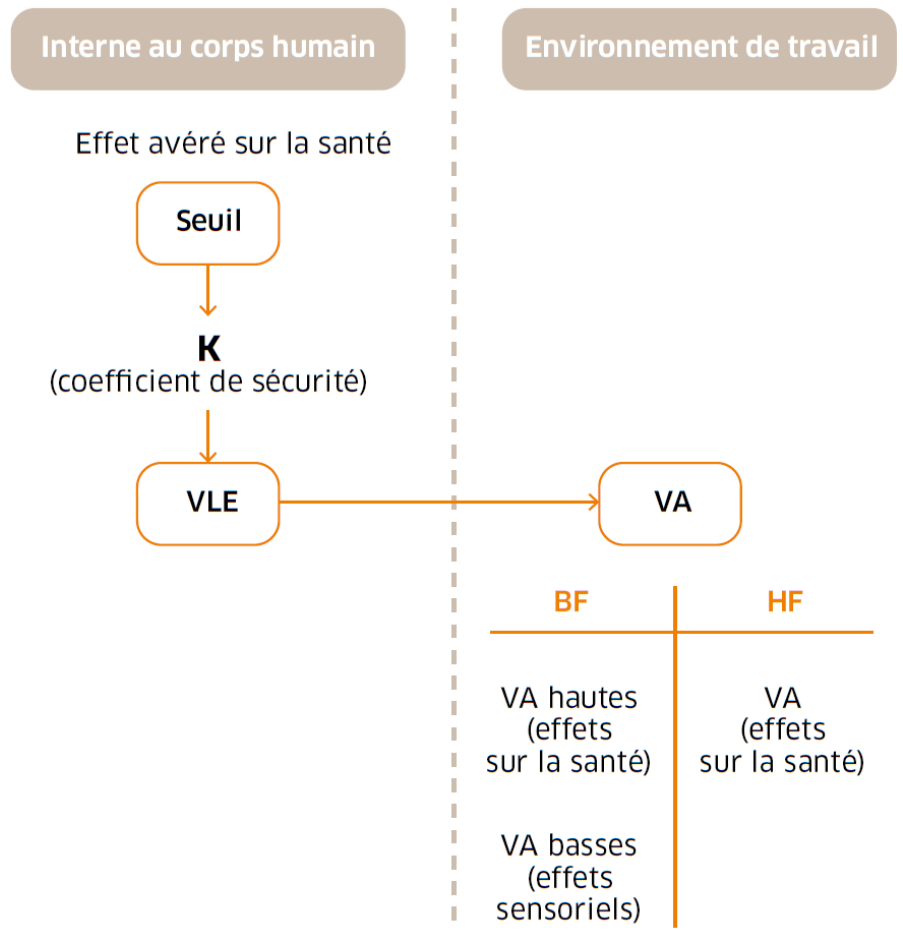 Interne au corps humain
Environnement de travail
Effet avéré sur la santé
Seuil
K
(coefficient de sécurité)
VLE
VA
BF
HF
VA hautes
(effets
sur la santé)
VA
(effets
sur la santé)
VA basses
(effets
sensoriels)